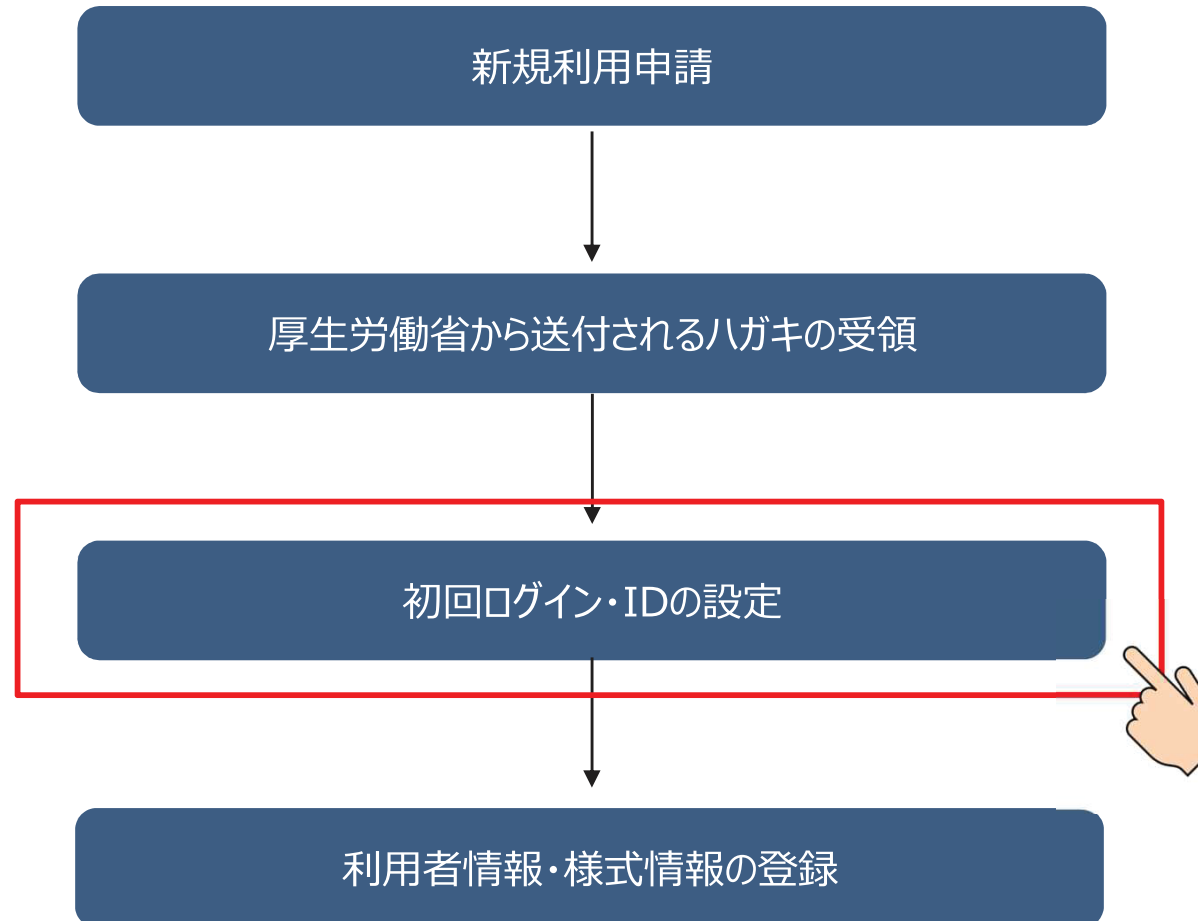 新規利用申請
厚生労働省から送付されるハガキの受領
初回ログイン・IDの設定
利用者情報・様式情報の登録